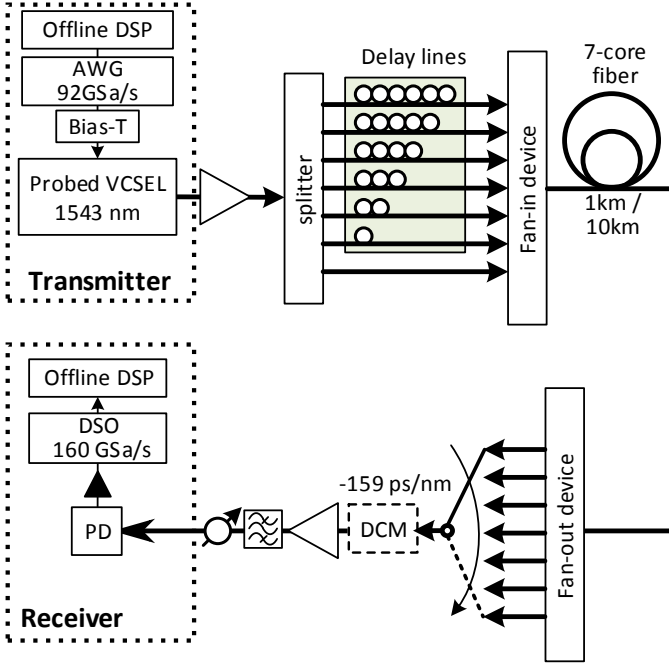 Offline DSP
AWG
92GSa/s
Bias-T
Probed VCSEL
1543 nm
Transmitter
splitter
Delay lines
Fan-in device
7-core
fiber
1km /
10km
Offline DSP
DSO
160 GSa/s
PD
Receiver
-159 ps/nm
DCM
Fan-out device